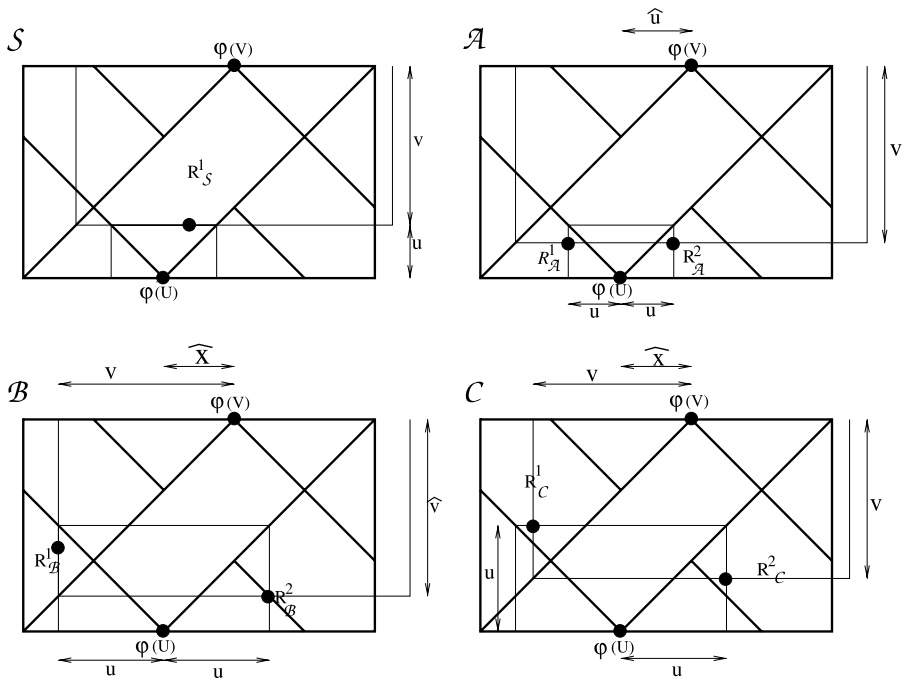 𝒮
φ(V)
v
R¹𝒮
u
φ(U)
𝒜
û
φ(V)
v
R¹𝒜
R²𝒜
φ(U)
u
u
ℬ
x̂
v
φ(V)
v̂
R¹ℬ
R²ℬ
φ(U)
u
u
𝒞
x̂
v
φ(V)
R¹𝒞
v
u
R²𝒞
φ(U)
u